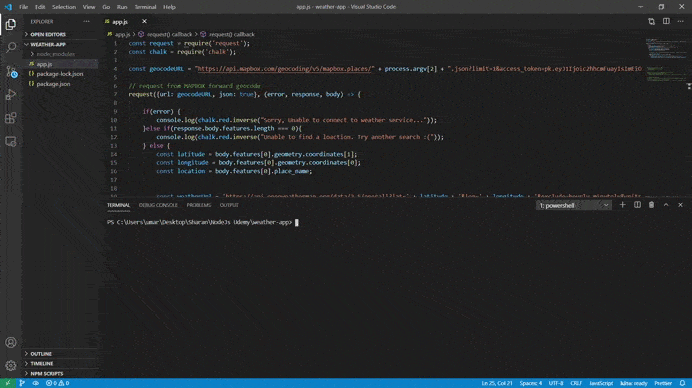 File Edit Selection View Go Run Terminal Help
app.js - weather-app - Visual Studio Code
EXPLORER
OPEN EDITORS
WEATHER-APP
node_modules
app.js
package-lock.json
package.json
OUTLINE
TIMELINE
NPM SCRIPTS
app.js
app.js > request() callback > request() callback
1 const request = require('request');
2 const chalk = require('chalk');
3
4 const geocodeURL = "https://api.mapbox.com/geocoding/v5/mapbox.places/" + process.argv[2] + ".json?limit=1&access_token=
5
6 // request from MAPBOX forward geocode
7 request({url: geocodeURL, json: true}, (error, response, body) => {
8
9 if(error) {
10 console.log(chalk.red.inverse("Sorry, Unable to connect to weather service..."));
11 }else if(response.body.features.length === 0){
12 console.log(chalk.red.inverse("Unable to find a loaction. Try another search :("));
13 } else {
14 const latitude = body.features[0].geometry.coordinates[1];
15 const longitude = body.features[0].geometry.coordinates[0];
16 const location = body.features[0].place_name;
17
18
TERMINAL DEBUG CONSOLE PROBLEMS OUTPUT
1: powershell
PS C:\Users\umar\Desktop\Sharan\NodeJs Udemy\weather-app>
0 0
Ln 25, Col 21 Spaces: 4 UTF-8 CRLF JavaScript kite: ready Prettier